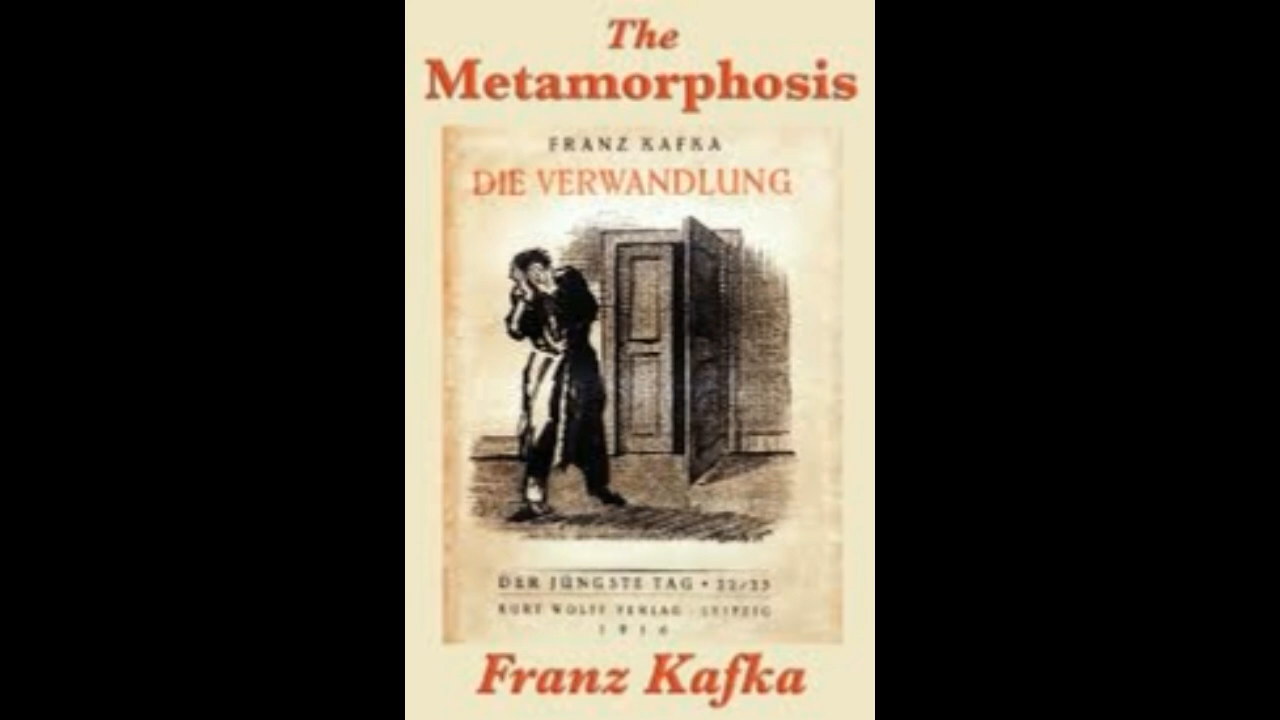 The
Metamorphosis
FRANZ KAFKA
DIE VERWANDLUNG
DER JÜNGSTE TAG • 22/23
KURT WOLFF VERLAG · LEIPZIG
1916
Franz Kafka